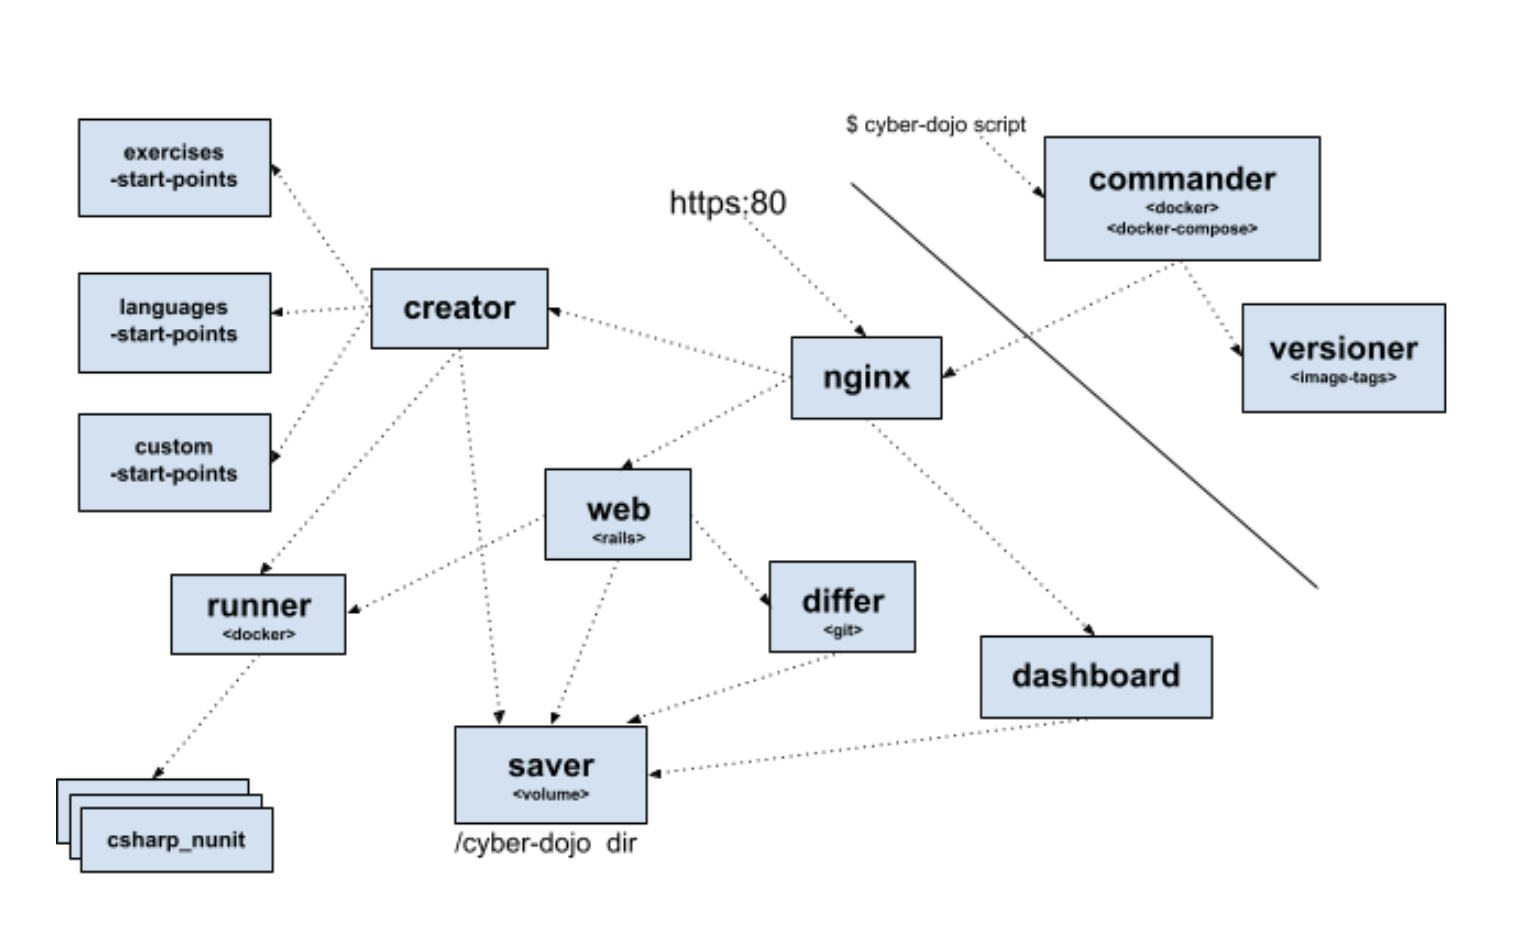 $ cyber-dojo script
exercises
-start-points
commander
<docker>
<docker-compose>
https:80
languages
-start-points
creator
nginx
versioner
<image-tags>
custom
-start-points
web
<rails>
runner
<docker>
differ
<git>
dashboard
saver
<volume>
csharp_nunit
/cyber-dojo  dir